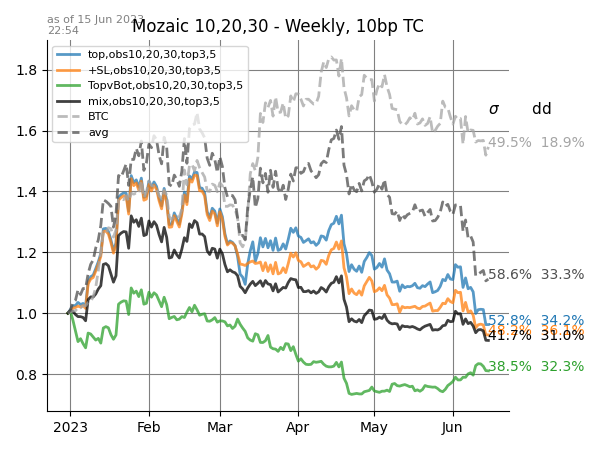 as of 15 Jun 2023
22:54
Mozaic 10,20,30 - Weekly, 10bp TC
top,obs10,20,30,top3,5
+SL,obs10,20,30,top3,5
TopvBot,obs10,20,30,top3,5
mix,obs10,20,30,top3,5
BTC
avg
σ dd
49.5% 18.9%
58.6% 33.3%
52.8% 34.2%
41.7% 31.0%
38.5% 32.3%
1.8
1.6
1.4
1.2
1.0
0.8
2023 Feb Mar Apr May Jun